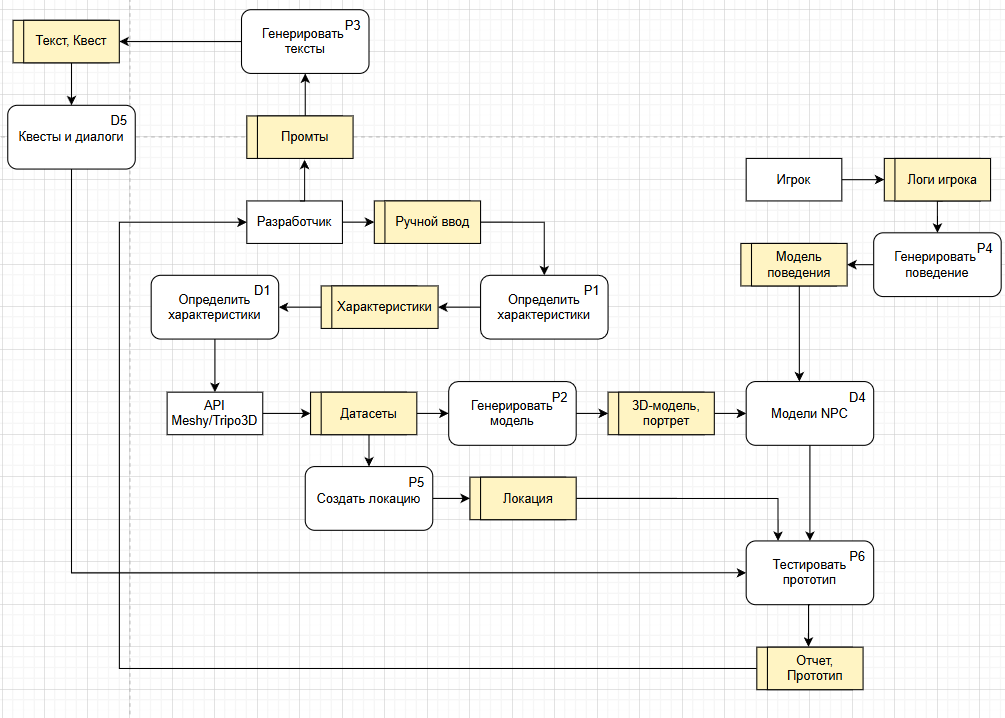 P3
Генерировать
тексты
Текст, Квест
D5
Квесты и диалоги
Промты
Игрок
Логи игрока
Разработчик
Ручной ввод
P4
Генерировать
поведение
Модель
поведения
D1
Определить
характеристики
Характеристики
P1
Определить
характеристики
API
Meshy/Tripo3D
Датасеты
P2
Генерировать
модель
3D-модель,
портрет
D4
Модели NPC
P5
Создать локацию
Локация
P6
Тестировать
прототип
Отчет,
Прототип